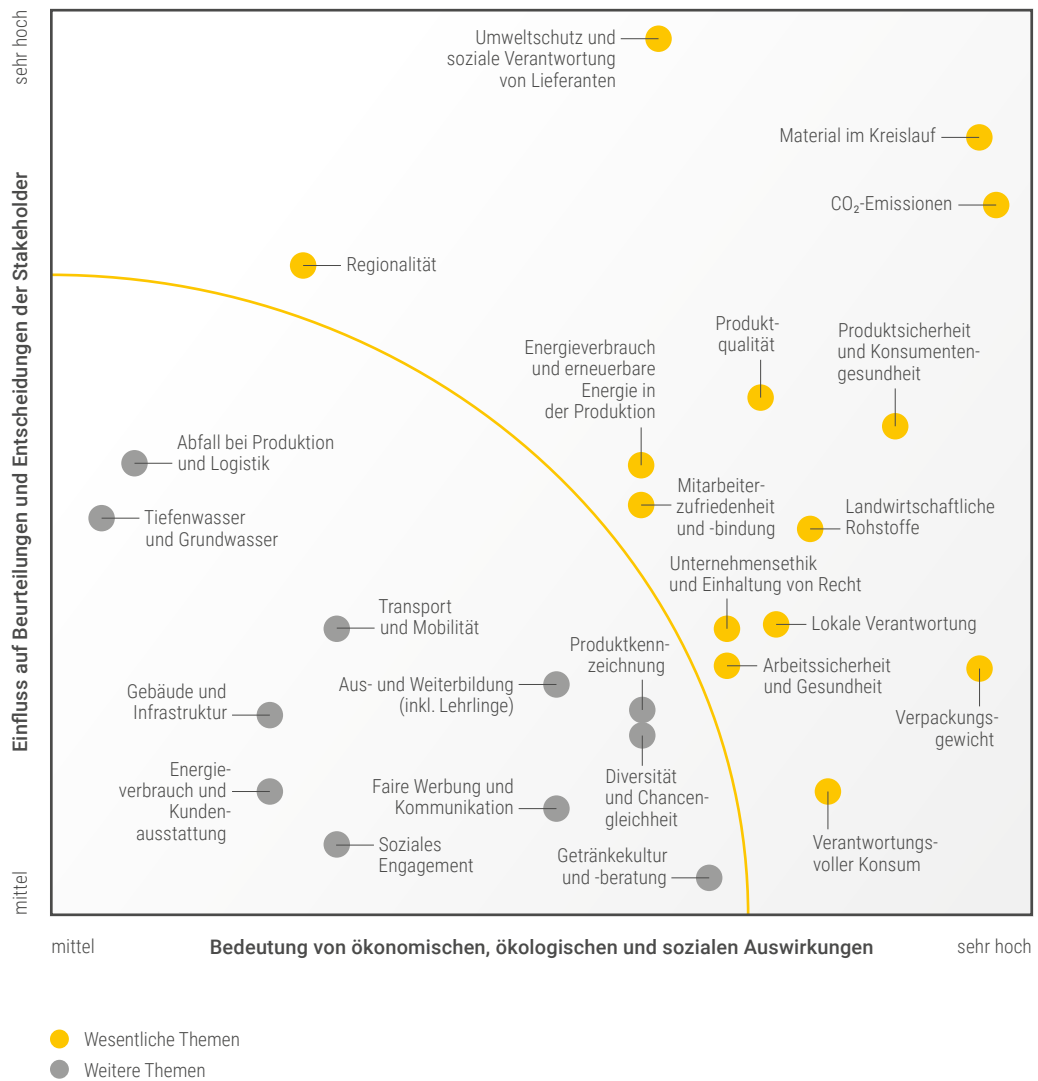 sehr hoch
Einfluss auf Beurteilungen und Entscheidungen der Stakeholder
mittel
Umweltschutz und
soziale Verantwortung
von Lieferanten
Material im Kreislauf
CO₂-Emissionen
Regionalität
Produkt-
qualität
Produktsicherheit
und Konsumenten-
gesundheit
Energieverbrauch
und erneuerbare
Energie in
der Produktion
Abfall bei Produktion
und Logistik
Mitarbeiter-
zufriedenheit
und -bindung
Landwirtschaftliche
Rohstoffe
Tiefenwasser
und Grundwasser
Unternehmensethik
und Einhaltung von Recht
Transport
und Mobilität
Lokale Verantwortung
Produktkenn-
zeichnung
Arbeitssicherheit
und Gesundheit
Aus- und Weiterbildung
(inkl. Lehrlinge)
Gebäude und
Infrastruktur
Verpackungs-
gewicht
Energie-
verbrauch und
Kunden-
ausstattung
Faire Werbung und
Kommunikation
Diversität
und Chancen-
gleichheit
Soziales
Engagement
Getränkekultur
und -beratung
Verantwortungs-
voller Konsum
mittel
Bedeutung von ökonomischen, ökologischen und sozialen Auswirkungen
sehr hoch
Wesentliche Themen
Weitere Themen